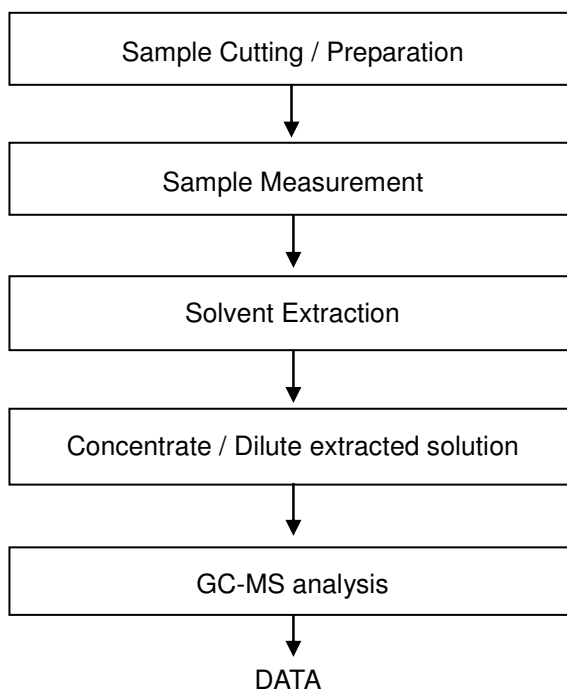 Sample Cutting / Preparation
Sample Measurement
Solvent Extraction
Concentrate / Dilute extracted solution
GC-MS analysis
DATA